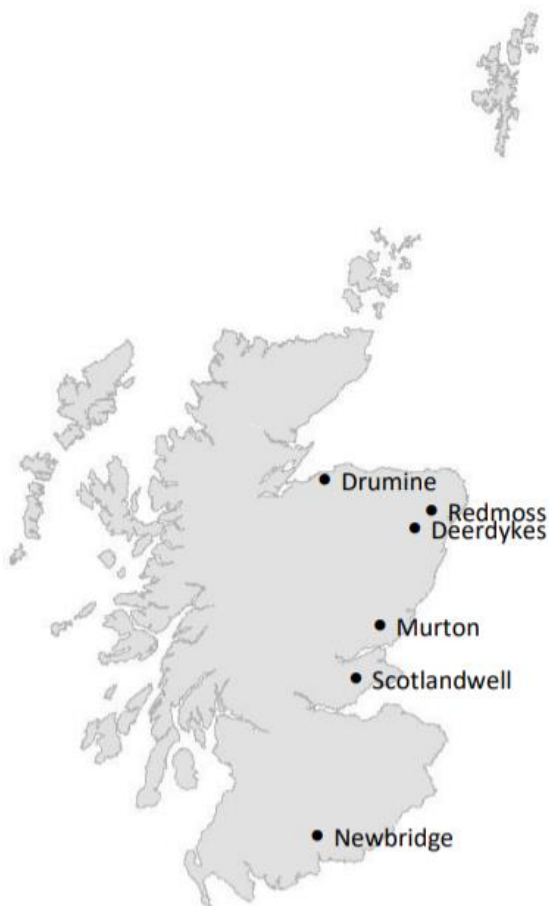 Drumine
Redmoss
Deerdykes
Murton
Scotlandwell
Newbridge